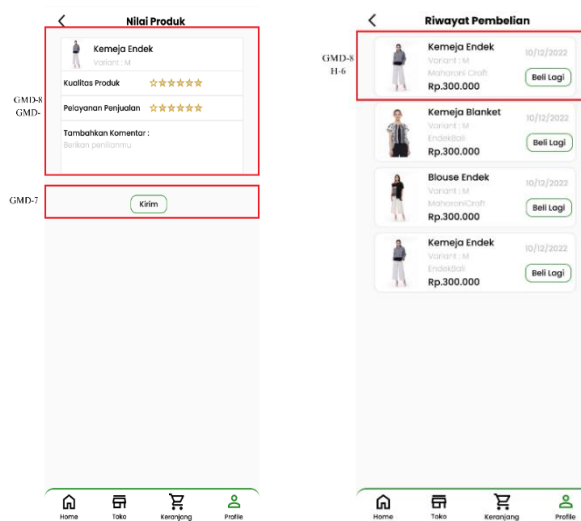 Nilai Produk
Kemeja Endek
Variant : M
Kualitas Produk
Pelayanan Penjualan
Tambahkan Komentar :
Berikan penilianmu
GMD-8
GMD-
GMD-7
Kirim
Home
Toko
Keranjang
Profile
Riwayat Pembelian
GMD-8
H-6
Kemeja Endek
10/12/2022
Variant : M
Maharani Craft
Beli Lagi
Rp.300.000
Kemeja Blanket
10/12/2022
Variant : M
EndekBali
Beli Lagi
Rp.300.000
Blouse Endek
10/12/2022
Variant : M
MaharaniCraft
Beli Lagi
Rp.300.000
Kemeja Endek
10/12/2022
Variant : M
EndekBali
Beli Lagi
Rp.300.000
Home
Toko
Keranjang
Profile